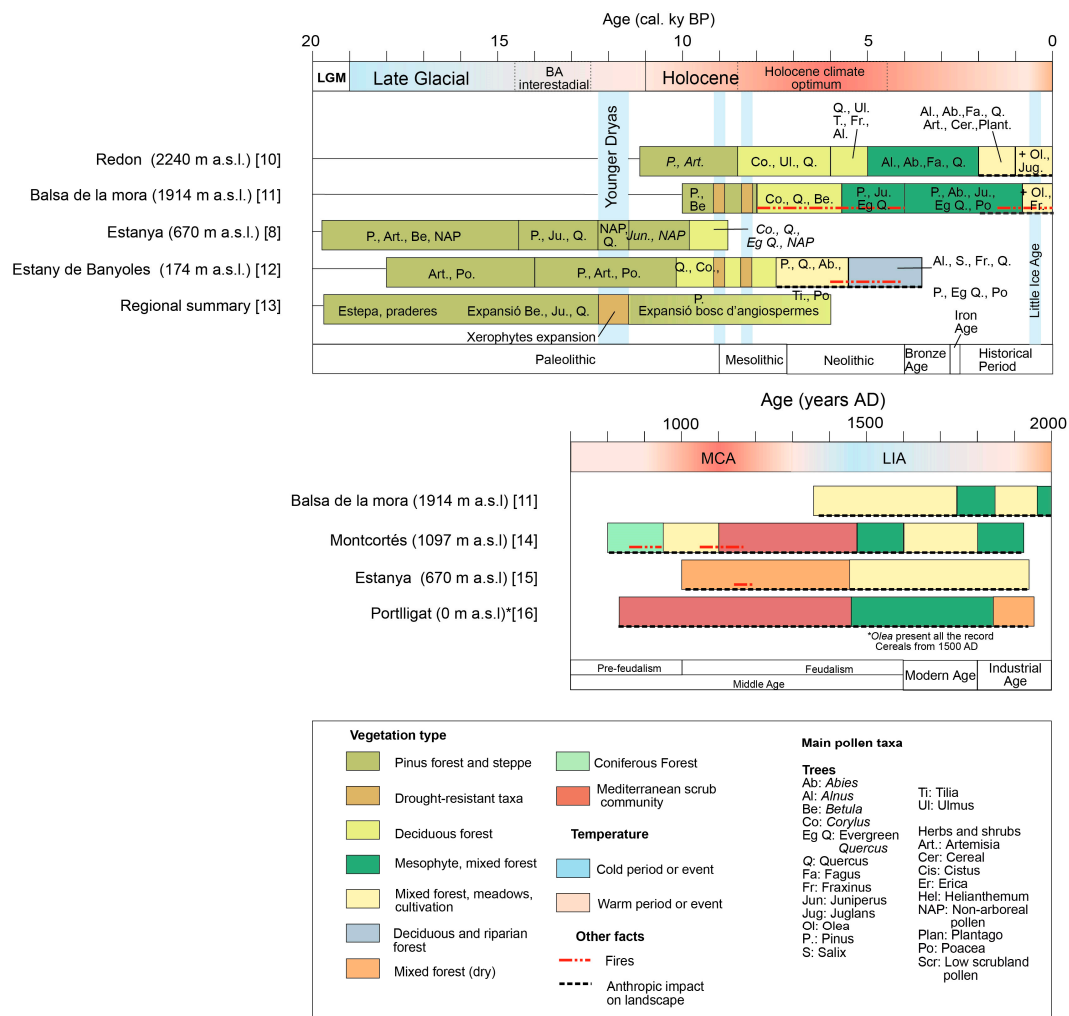 Age (cal. ky BP)
20 10 5 0
LGM Late Glacial BA interestadial Holocene Holocene climate optimum
Younger Dryas
Little Ice Age
Q., Ul. T., Fr., Al.
Al., Ab.,Fa., Q. Art., Cer.,Plant.
Redon (2240 m a.s.l.) [10] P., Art. Co., Ul., Q. Al., Ab.,Fa., Q. + Ol., Jug.
Balsa de la mora (1914 m a.s.l.) [11] P., Be Co., Q., Be. P., Ju. Eg Q. P., Ab., Ju., Eg Q., Po + Ol., Fr.
Estanya (670 m a.s.l.) [8] P., Art., Be, NAP P., Ju., Q. NAP Q. Jun., NAP Co., Q., Eg Q., NAP
Estany de Banyoles (174 m a.s.l.) [12] Art., Po. P., Art., Po. Q., Co., P. P., Q., Ab., Ti., Po Al., S., Fr., Q. P., Eg Q., Po
Regional summary [13] Estepa, praderes Expansió Be., Ju., Q. Expansió bosc d'angiospermes
Xerophytes expansion
Iron Age
Paleolithic Mesolithic Neolithic Bronze Age Historical Period
Age (years AD)
1000 1500 2000
MCA LIA
Balsa de la mora (1914 m a.s.l) [11]
Montcortés (1097 m a.s.l) [14]
Estanya (670 m a.s.l) [15]
Portlligat (0 m a.s.l)*[16]
*Olea present all the record
Cereals from 1500 AD
Pre-feudalism Feudalism
Middle Age
Modern Age
Industrial Age
Vegetation type
Pinus forest and steppe
Drought-resistant taxa
Deciduous forest
Mesophyte, mixed forest
Mixed forest, meadows,
cultivation
Deciduous and riparian
forest
Mixed forest (dry)
Coniferous Forest
Mediterranean scrub
community
Temperature
Cold period or event
Warm period or event
Other facts
Fires
Anthropic impact
on landscape
Main pollen taxa
Trees
Ab: Abies
Al: Alnus
Be: Betula
Co: Corylus
Eg Q: Evergreen
Quercus
Q: Quercus
Fa: Fagus
Fr: Fraxinus
Jun: Juniperus
Jug: Juglans
Ol: Olea
P.: Pinus
S: Salix
Ti: Tilia
Ul: Ulmus
Herbs and shrubs
Art.: Artemisia
Cer: Cereal
Cis: Cistus
Er: Erica
Hel: Helianthemum
NAP: Non-arboreal
pollen
Plan: Plantago
Po: Poacea
Scr: Low scrubland
pollen